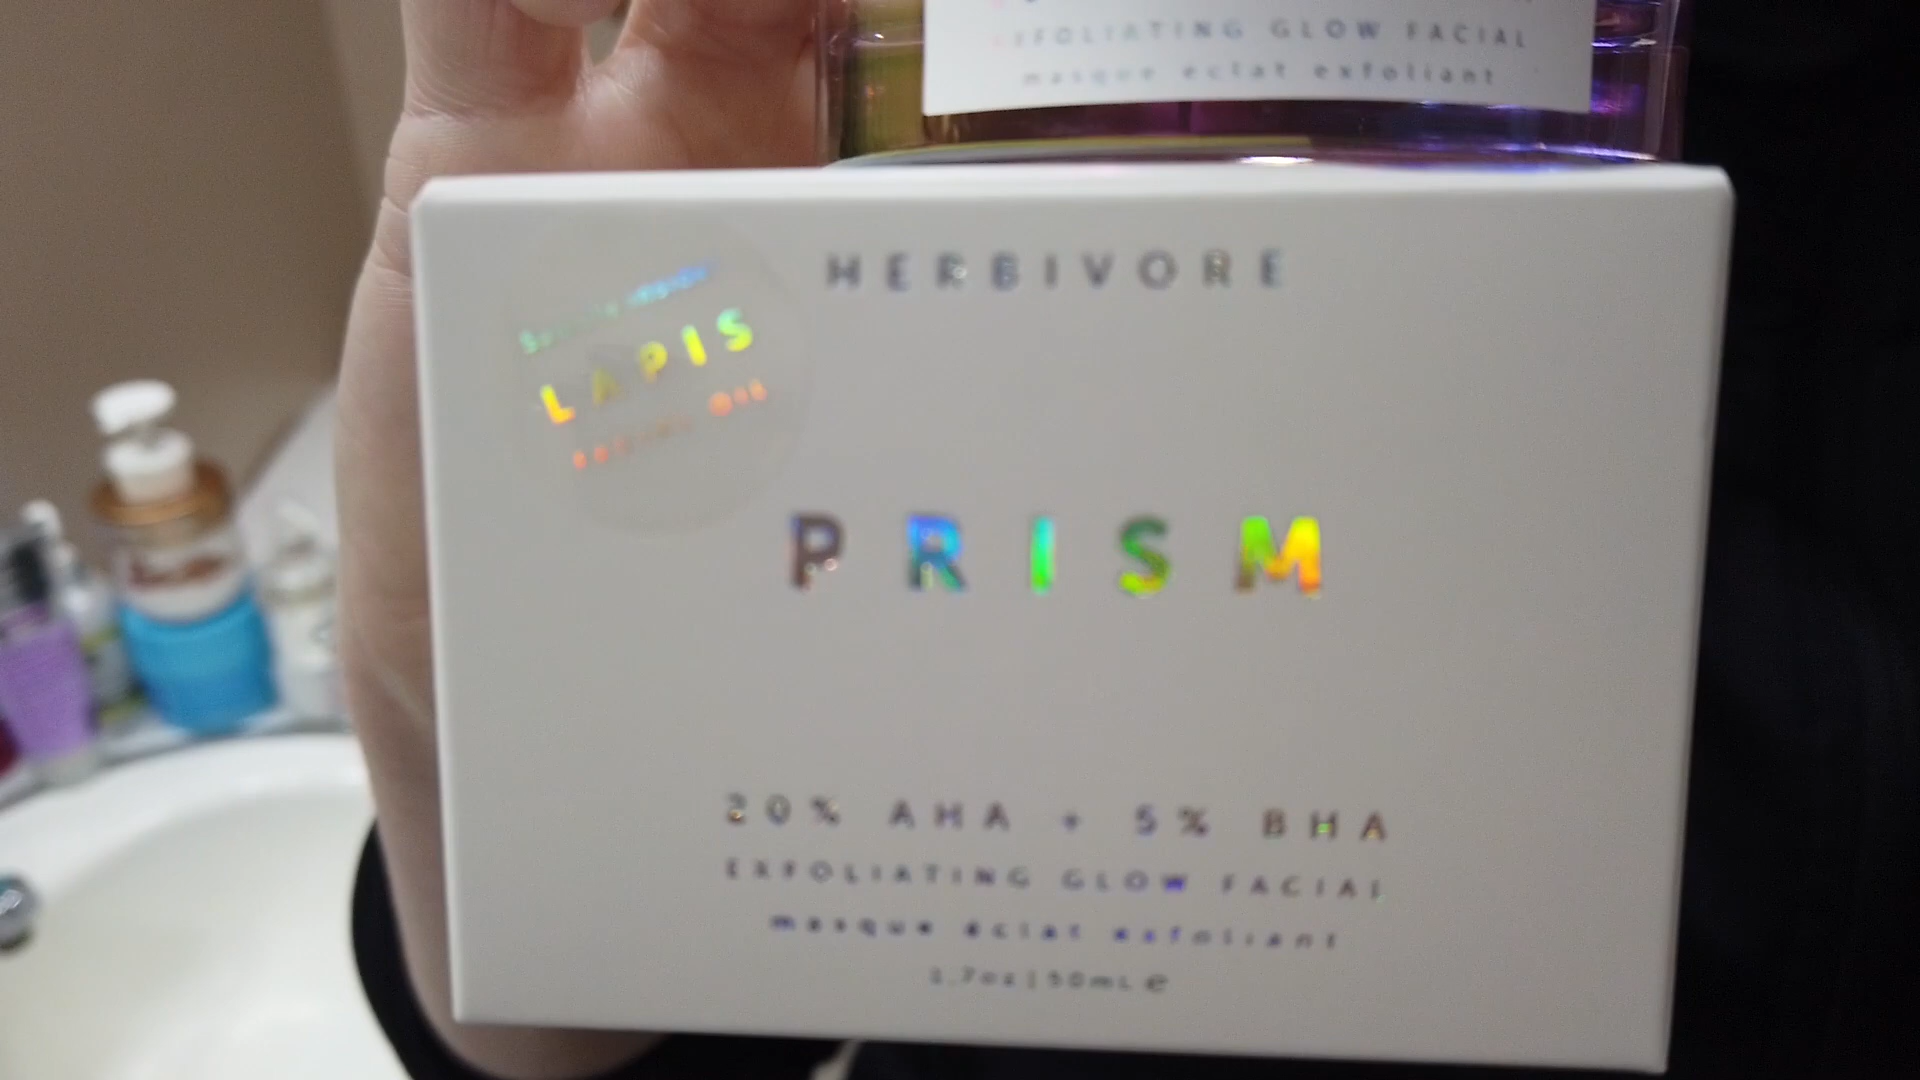 EXFOLIATING GLOW FACIAL
masque eclat exfoliant
HERBIVORE
LAPIS
PRISM
20% AHA + 5% BHA
EXFOLIATING GLOW FACIAL
masque éclat exfoliant
1.7oz | 50mL e